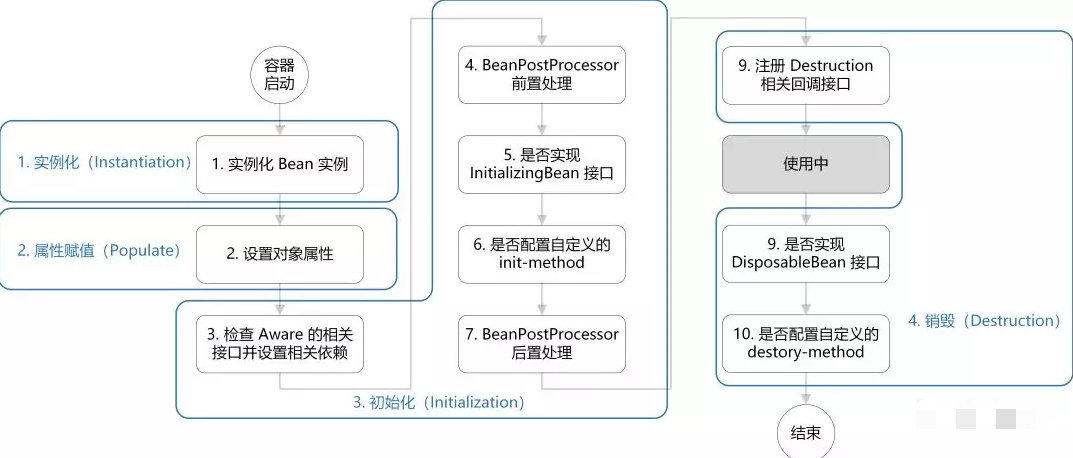 容器
启动
1. 实例化（Instantiation）
1. 实例化 Bean 实例
2. 属性赋值（Populate）
2. 设置对象属性
3. 检查 Aware 的相关
接口并设置相关依赖
4. BeanPostProcessor
前置处理
5. 是否实现
InitializingBean 接口
6. 是否配置自定义的
init-method
7. BeanPostProcessor
后置处理
3. 初始化（Initialization）
9. 注册 Destruction
相关回调接口
使用中
9. 是否实现
DisposableBean 接口
10. 是否配置自定义的
destory-method
4. 销毁（Destruction）
结束